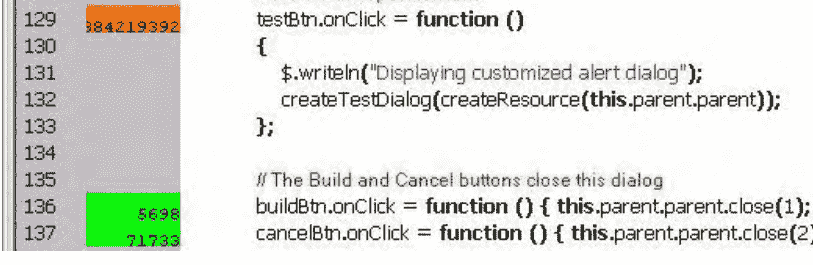 129 984219392 testBtn.onClick = function ()
130 {
131 $.writeln("Displaying customized alert dialog");
132 createTestDialog(createResource(this.parent.parent));
133 };
134
135 // The Build and Cancel buttons close this dialog
136 5698 buildBtn.onClick = function () { this.parent.parent.close(1);
137 71733 cancelBtn.onClick = function () { this.parent.parent.close(2)